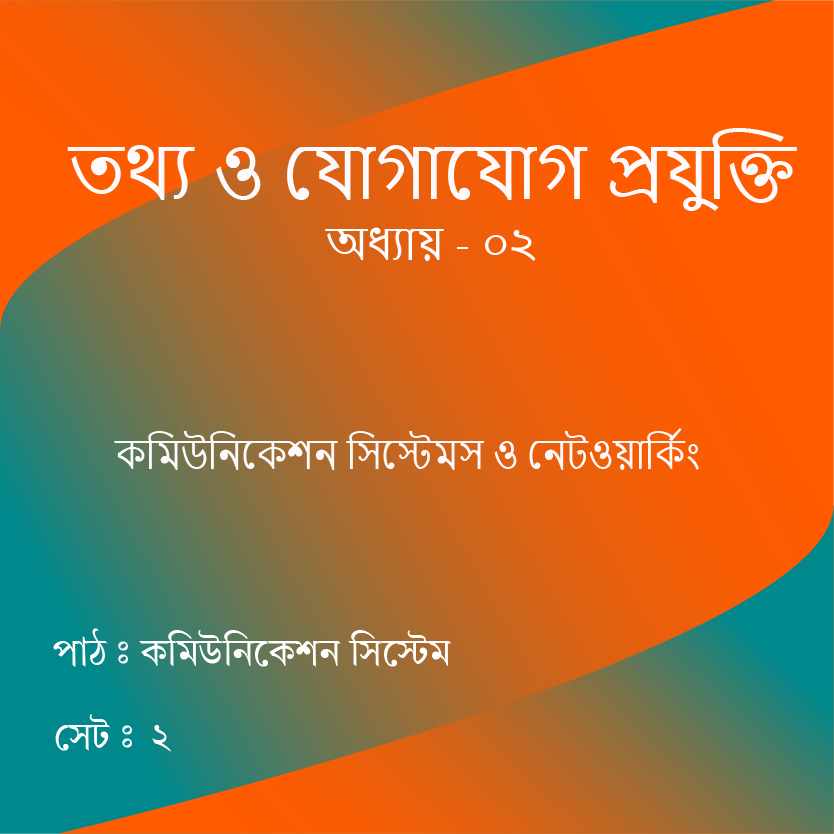 তথ্য ও যোগাযোগ প্রযুক্তি
অধ্যায় - ০২
কমিউনিকেশন সিস্টেমস ও নেটওয়ার্কিং
পাঠ ঃ কমিউনিকেশন সিস্টেম
সেট ঃ ২